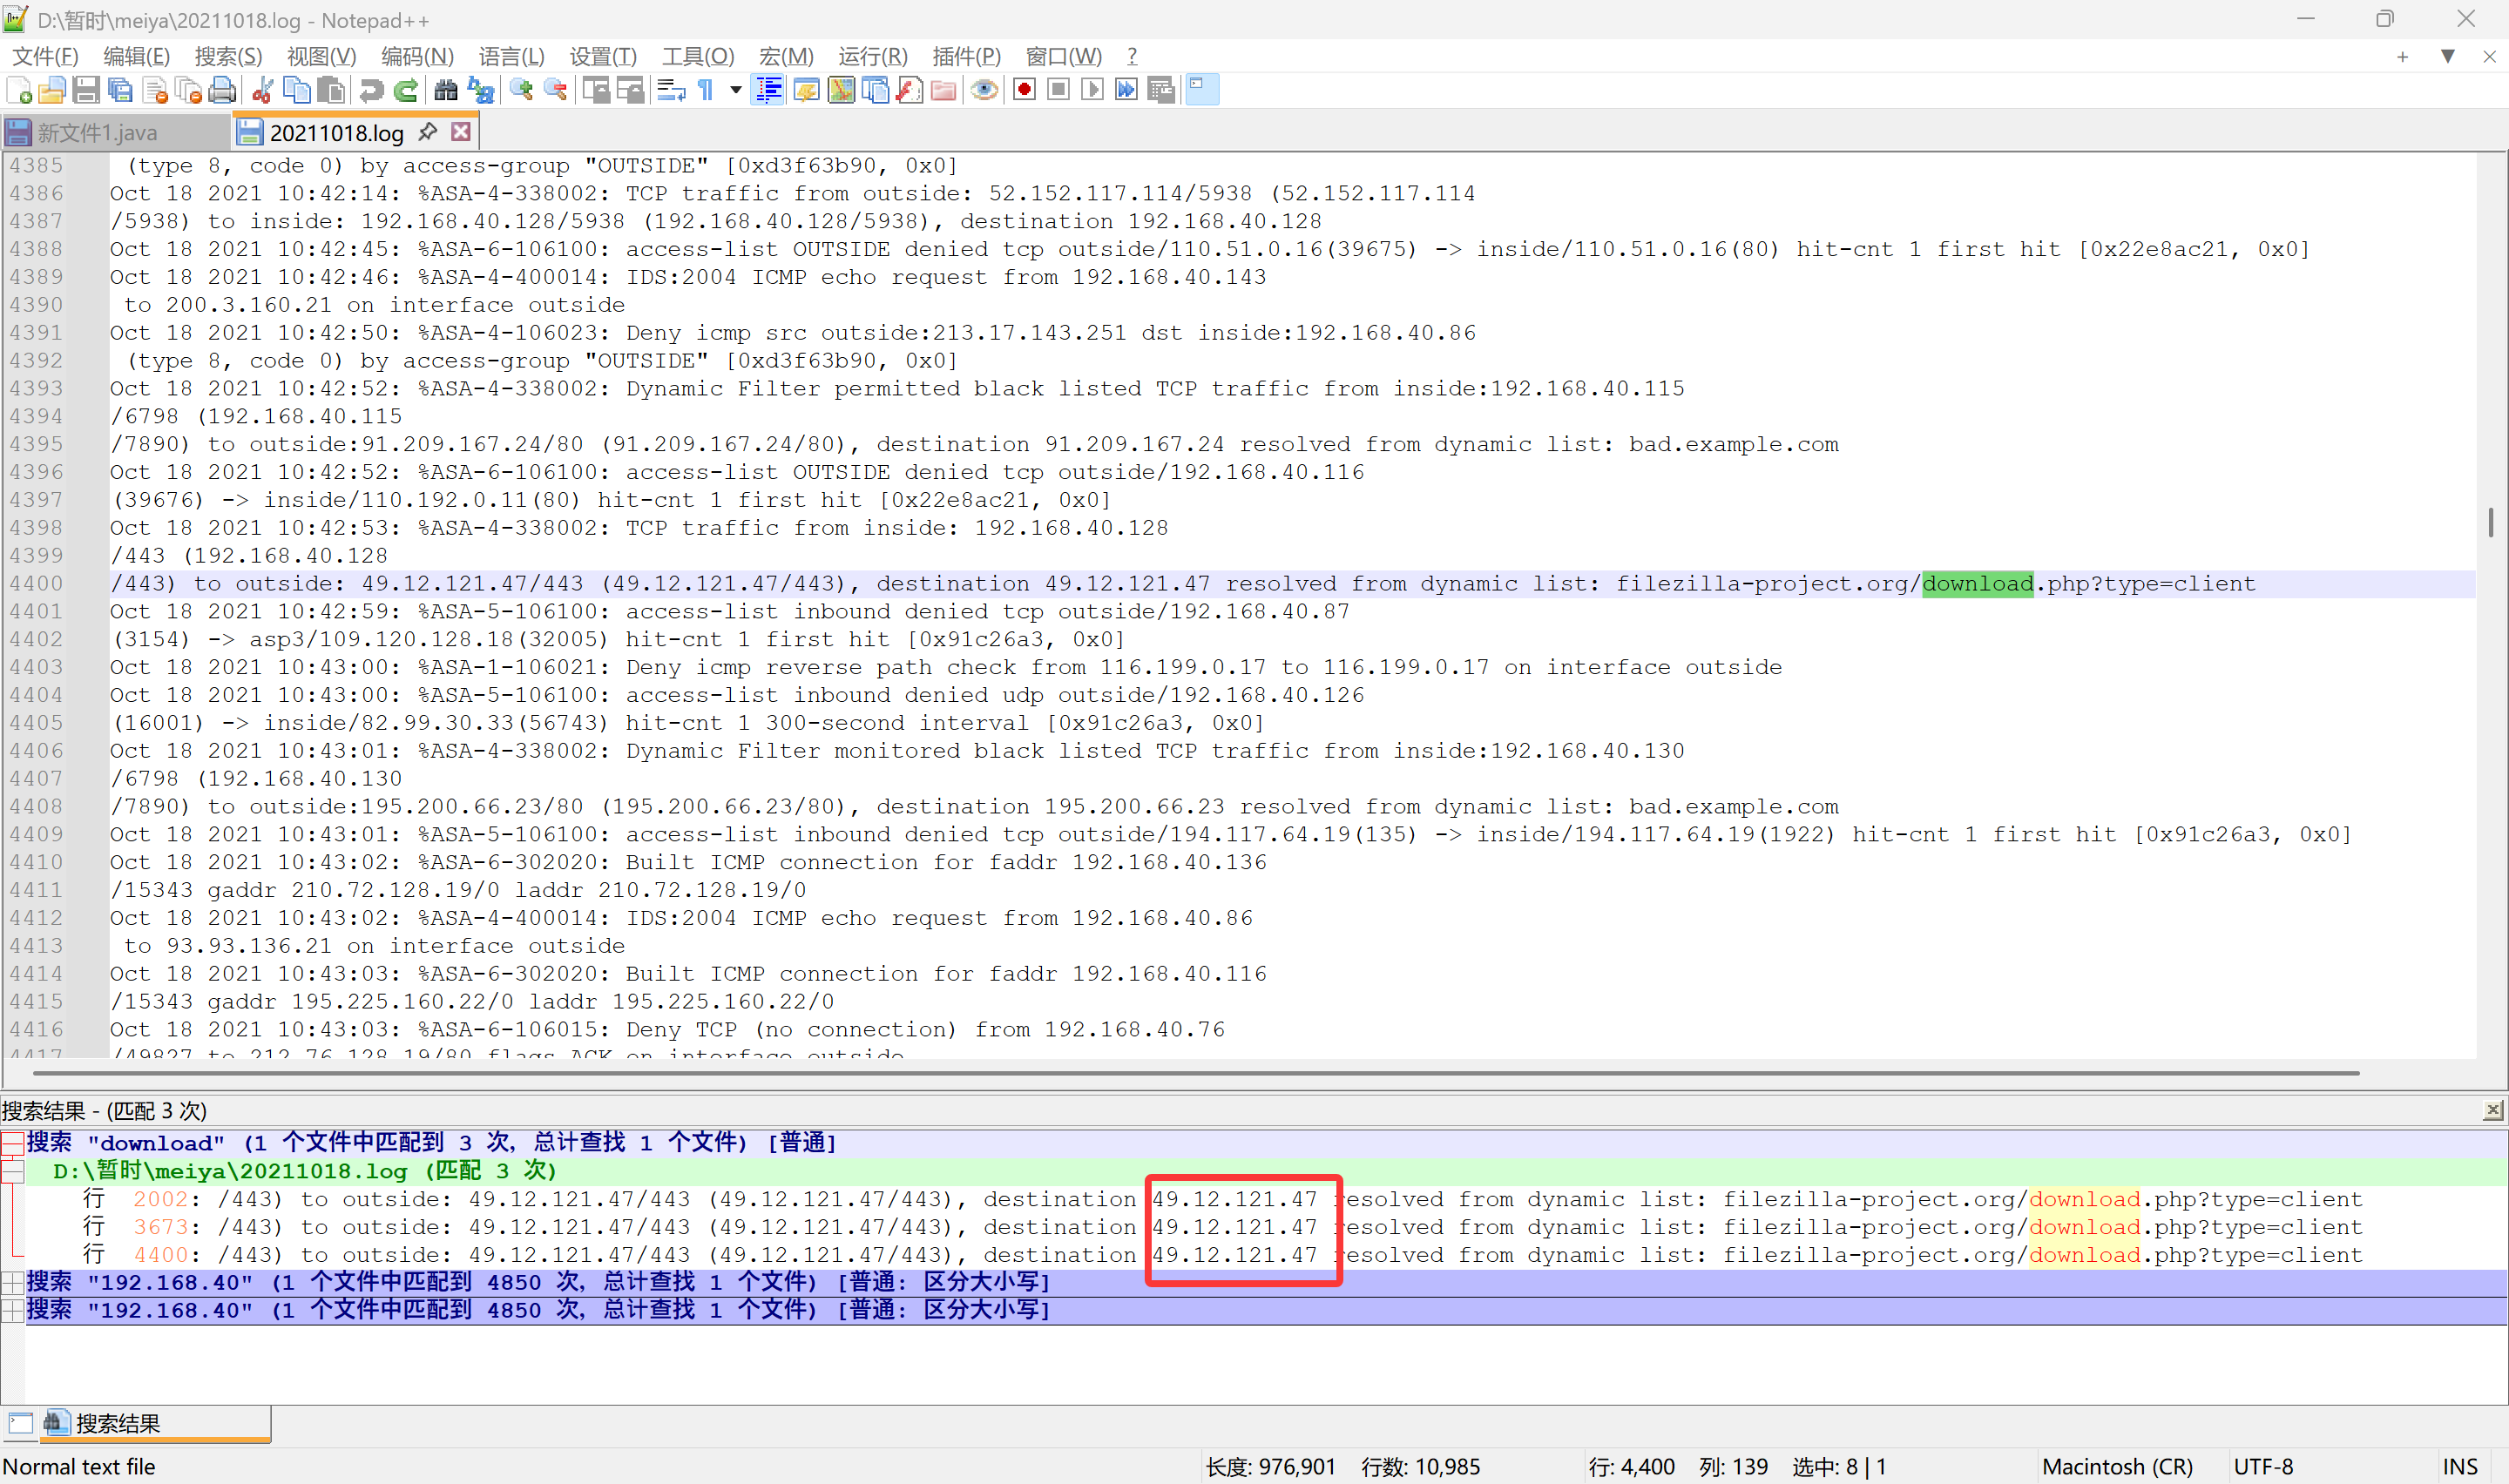 D:\暂时\meiya\20211018.log - Notepad++
文件(F) 编辑(E) 搜索(S) 视图(V) 编码(N) 语言(L) 设置(T) 工具(O) 宏(M) 运行(R) 插件(P) 窗口(W) ?
新文件1.java 20211018.log
4385 (type 8, code 0) by access-group "OUTSIDE" [0xd3f63b90, 0x0]
4386 Oct 18 2021 10:42:14: %ASA-4-338002: TCP traffic from outside: 52.152.117.114/5938 (52.152.117.114
4387 /5938) to inside: 192.168.40.128/5938 (192.168.40.128/5938), destination 192.168.40.128
4388 Oct 18 2021 10:42:45: %ASA-6-106100: access-list OUTSIDE denied tcp outside/110.51.0.16(39675) -> inside/110.51.0.16(80) hit-cnt 1 first hit [0x22e8ac21, 0x0]
4389 Oct 18 2021 10:42:46: %ASA-4-400014: IDS:2004 ICMP echo request from 192.168.40.143
4390 to 200.3.160.21 on interface outside
4391 Oct 18 2021 10:42:50: %ASA-4-106023: Deny icmp src outside:213.17.143.251 dst inside:192.168.40.86
4392 (type 8, code 0) by access-group "OUTSIDE" [0xd3f63b90, 0x0]
4393 Oct 18 2021 10:42:52: %ASA-4-338002: Dynamic Filter permitted black listed TCP traffic from inside:192.168.40.115
4394 /6798 (192.168.40.115
4395 /7890) to outside:91.209.167.24/80 (91.209.167.24/80), destination 91.209.167.24 resolved from dynamic list: bad.example.com
4396 Oct 18 2021 10:42:52: %ASA-6-106100: access-list OUTSIDE denied tcp outside/192.168.40.116
4397 (39676) -> inside/110.192.0.11(80) hit-cnt 1 first hit [0x22e8ac21, 0x0]
4398 Oct 18 2021 10:42:53: %ASA-4-338002: TCP traffic from inside: 192.168.40.128
4399 /443 (192.168.40.128
4400 /443) to outside: 49.12.121.47/443 (49.12.121.47/443), destination 49.12.121.47 resolved from dynamic list: filezilla-project.org/download.php?type=client
4401 Oct 18 2021 10:42:59: %ASA-5-106100: access-list inbound denied tcp outside/192.168.40.87
4402 (3154) -> asp3/109.120.128.18(32005) hit-cnt 1 first hit [0x91c26a3, 0x0]
4403 Oct 18 2021 10:43:00: %ASA-1-106021: Deny icmp reverse path check from 116.199.0.17 to 116.199.0.17 on interface outside
4404 Oct 18 2021 10:43:00: %ASA-5-106100: access-list inbound denied udp outside/192.168.40.126
4405 (16001) -> inside/82.99.30.33(56743) hit-cnt 1 300-second interval [0x91c26a3, 0x0]
4406 Oct 18 2021 10:43:01: %ASA-4-338002: Dynamic Filter monitored black listed TCP traffic from inside:192.168.40.130
4407 /6798 (192.168.40.130
4408 /7890) to outside:195.200.66.23/80 (195.200.66.23/80), destination 195.200.66.23 resolved from dynamic list: bad.example.com
4409 Oct 18 2021 10:43:01: %ASA-5-106100: access-list inbound denied tcp outside/194.117.64.19(135) -> inside/194.117.64.19(1922) hit-cnt 1 first hit [0x91c26a3, 0x0]
4410 Oct 18 2021 10:43:02: %ASA-6-302020: Built ICMP connection for faddr 192.168.40.136
4411 /15343 gaddr 210.72.128.19/0 laddr 210.72.128.19/0
4412 Oct 18 2021 10:43:02: %ASA-4-400014: IDS:2004 ICMP echo request from 192.168.40.86
4413 to 93.93.136.21 on interface outside
4414 Oct 18 2021 10:43:03: %ASA-6-302020: Built ICMP connection for faddr 192.168.40.116
4415 /15343 gaddr 195.225.160.22/0 laddr 195.225.160.22/0
4416 Oct 18 2021 10:43:03: %ASA-6-106015: Deny TCP (no connection) from 192.168.40.76
4417 /49827 to 212.76.128.19/80 flags ACK on interface outside
搜索结果 - (匹配 3 次)
搜索 "download" (1 个文件中匹配到 3 次, 总计查找 1 个文件) [普通]
D:\暂时\meiya\20211018.log (匹配 3 次)
行 2002: /443) to outside: 49.12.121.47/443 (49.12.121.47/443), destination 49.12.121.47 resolved from dynamic list: filezilla-project.org/download.php?type=client
行 3673: /443) to outside: 49.12.121.47/443 (49.12.121.47/443), destination 49.12.121.47 resolved from dynamic list: filezilla-project.org/download.php?type=client
行 4400: /443) to outside: 49.12.121.47/443 (49.12.121.47/443), destination 49.12.121.47 resolved from dynamic list: filezilla-project.org/download.php?type=client
搜索 "192.168.40" (1 个文件中匹配到 4850 次, 总计查找 1 个文件) [普通: 区分大小写]
搜索 "192.168.40" (1 个文件中匹配到 4850 次, 总计查找 1 个文件) [普通: 区分大小写]
搜索结果
Normal text file 长度: 976,901 行数: 10,985 行: 4,400 列: 139 选中: 8 | 1 Macintosh (CR) UTF-8 INS